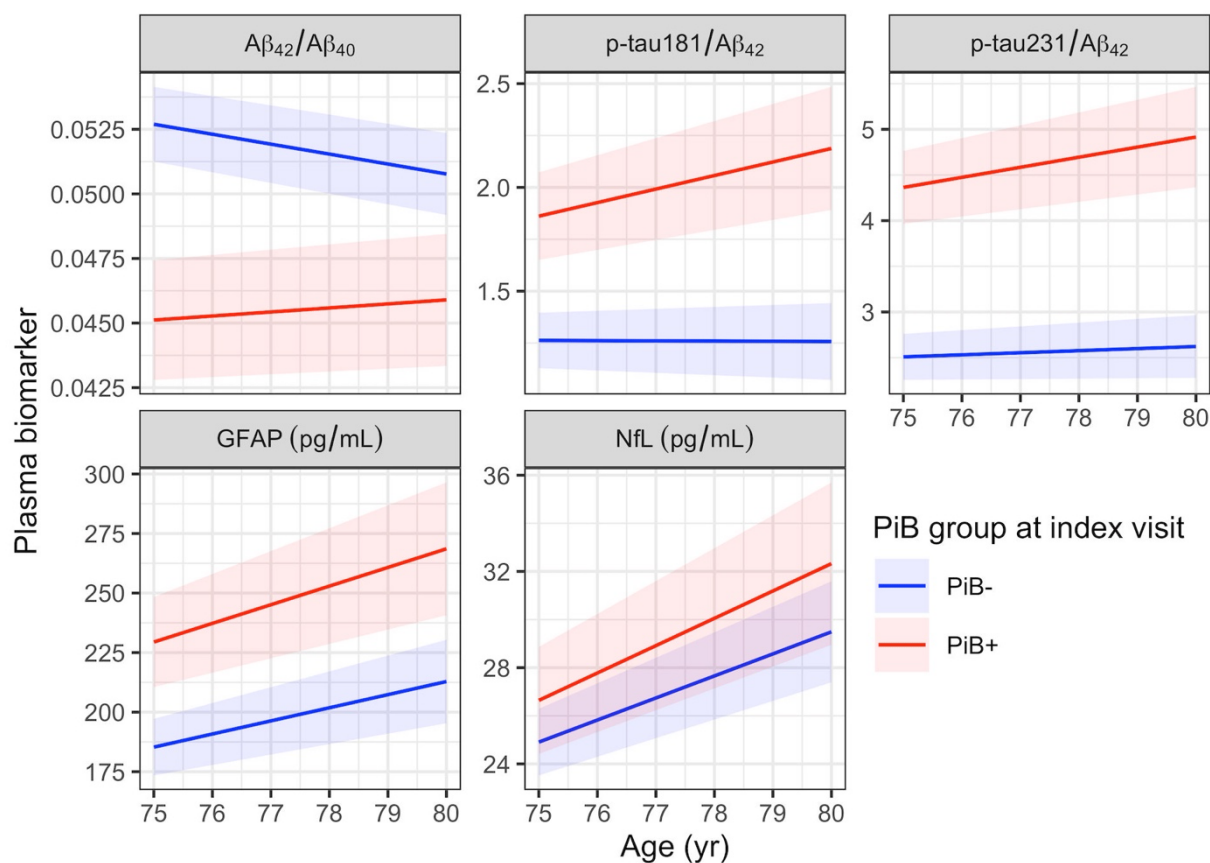 Aβ₄₂/Aβ₄₀
p-tau181/Aβ₄₂
p-tau231/Aβ₄₂
0.0525
0.0500
0.0475
0.0450
0.0425
2.5
2.0
1.5
5
4
3
75 76 77 78 79 80
GFAP (pg/mL)
NfL (pg/mL)
300
275
250
225
200
175
36
32
28
24
75 76 77 78 79 80
75 76 77 78 79 80
Plasma biomarker
Age (yr)
PiB group at index visit
PiB-
PiB+